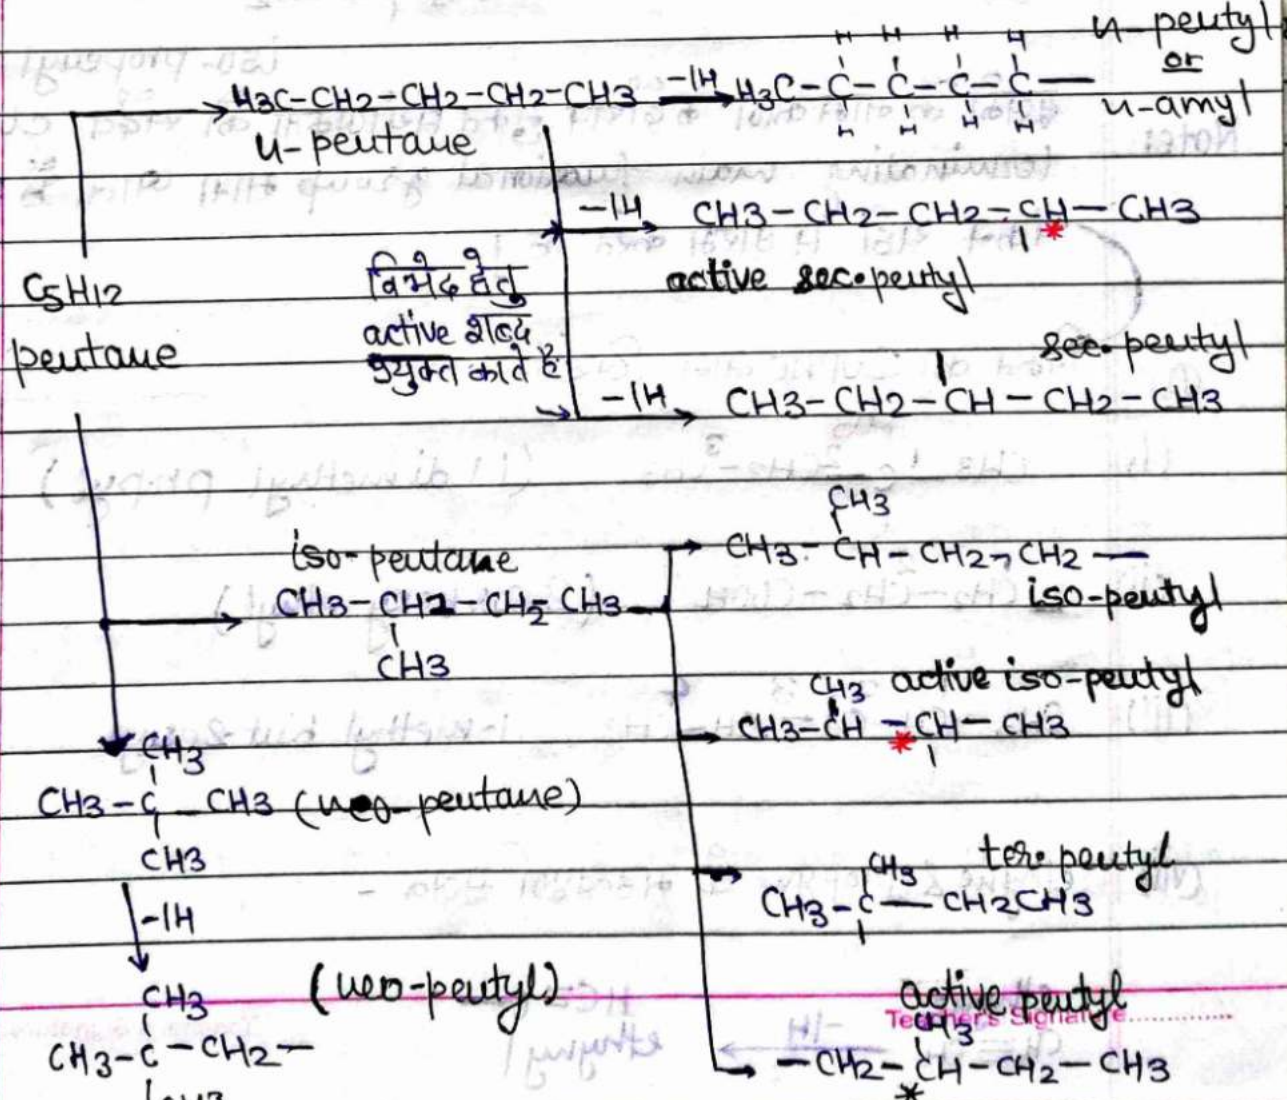 n-pentyl
or
n-amyl
H3C-CH2-CH2-CH2-CH3 -1H H3C-C-C-C-C-
H H H H
H H H H
n-pentane
-1H CH3-CH2-CH2-CH-CH3
*
active sec.pentyl
C5H12
pentane
विभेद हेतु
active शब्द
प्रयुक्त करते है
sec.pentyl
-1H CH3-CH2-CH-CH2-CH3
CH3
CH3-CH-CH2-CH2-
iso-pentyl
iso-pentane
CH3-CH2-CH2-CH3
CH3
active iso-pentyl
CH3
CH3-CH-CH-CH3
*
CH3
CH3-C-CH3 (neo-pentane)
CH3
-1H
ter.pentyl
CH3
CH3-C-CH2CH3
(neo-pentyl)
CH3
CH3-C-CH2-
CH3
active pentyl
Teacher's Signature..............
CH3
-CH2-CH-CH2-CH3
*